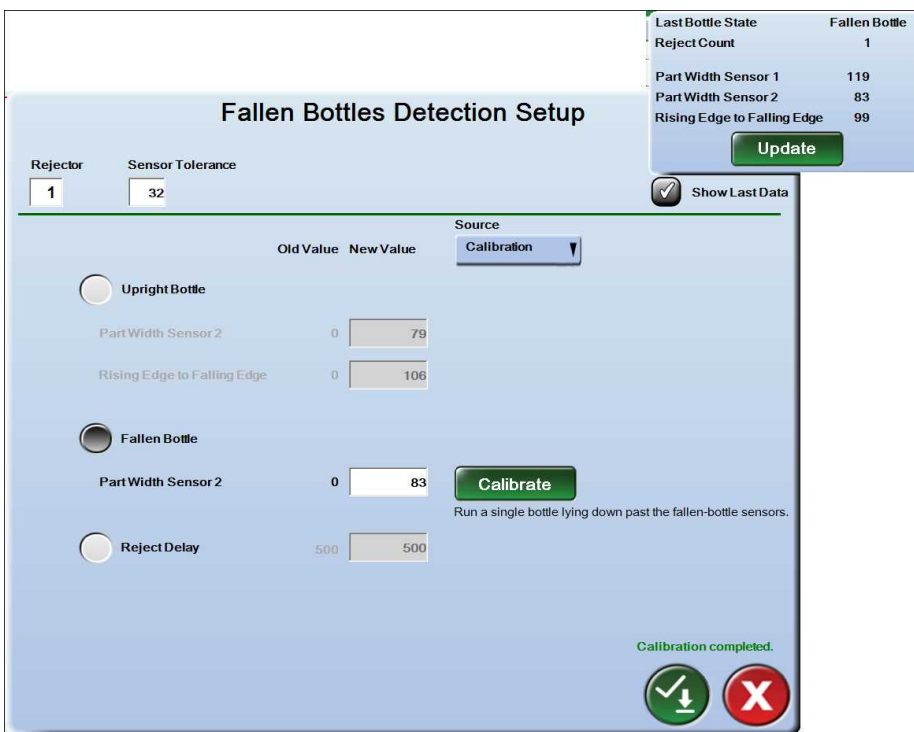 Last Bottle State Fallen Bottle
Reject Count 1
Part Width Sensor 1 119
Part Width Sensor 2 83
Rising Edge to Falling Edge 99
Update
Fallen Bottles Detection Setup
Rejector Sensor Tolerance
1 32
Show Last Data
Source
Old Value New Value Calibration
Upright Bottle
Part Width Sensor 2 0 79
Rising Edge to Falling Edge 0 106
Fallen Bottle
Part Width Sensor 2 0 83 Calibrate
Run a single bottle lying down past the fallen-bottle sensors.
Reject Delay 500 500
Calibration completed.
X